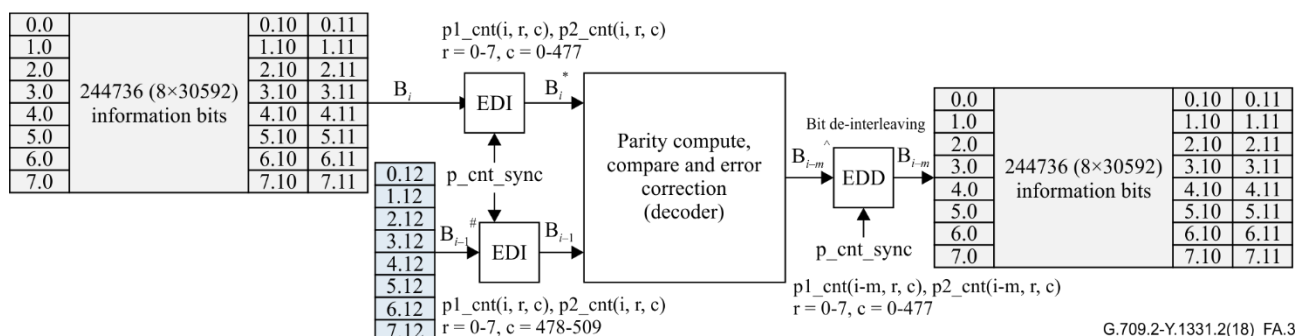 0.0 0.10 0.11
1.0 1.10 1.11
2.0 2.10 2.11
3.0 3.10 3.11
4.0 4.10 4.11
5.0 5.10 5.11
6.0 6.10 6.11
7.0 7.10 7.11
244736 (8×30592)
information bits
p1_cnt(i, r, c), p2_cnt(i, r, c)
r = 0-7, c = 0-477
B_i
EDI
B_i^*
p_cnt_sync
0.12
1.12
2.12
3.12
4.12
5.12
6.12
7.12
B_{i–1}^#
EDI
B_{i–1}
p1_cnt(i, r, c), p2_cnt(i, r, c)
r = 0-7, c = 478-509
Parity compute,
compare and error
correction
(decoder)
Bit de-interleaving
B_{i–m}^^
EDD
B_{i–m}
p_cnt_sync
p1_cnt(i-m, r, c), p2_cnt(i-m, r, c)
r = 0-7, c = 0-477
0.0 0.10 0.11
1.0 1.10 1.11
2.0 2.10 2.11
3.0 3.10 3.11
4.0 4.10 4.11
5.0 5.10 5.11
6.0 6.10 6.11
7.0 7.10 7.11
244736 (8×30592)
information bits
G.709.2-Y.1331.2(18)_FA.3